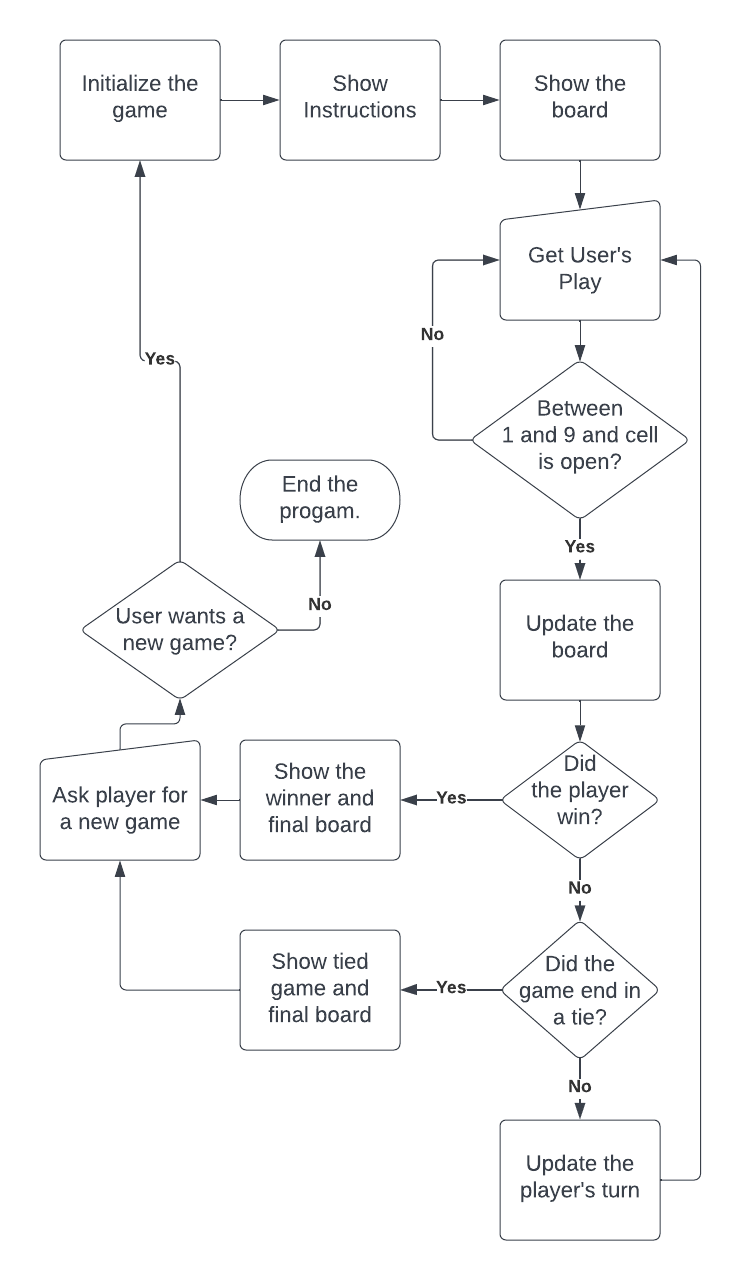 Initialize the
game
Show
Instructions
Show the
board
Get User's
Play
No
Between
1 and 9 and cell
is open?
Yes
Yes
End the
progam.
No
User wants a
new game?
Update the
board
Did
the player
win?
Yes
Show the
winner and
final board
Ask player for
a new game
No
Did the
game end in
a tie?
Yes
Show tied
game and
final board
No
Update the
player's turn